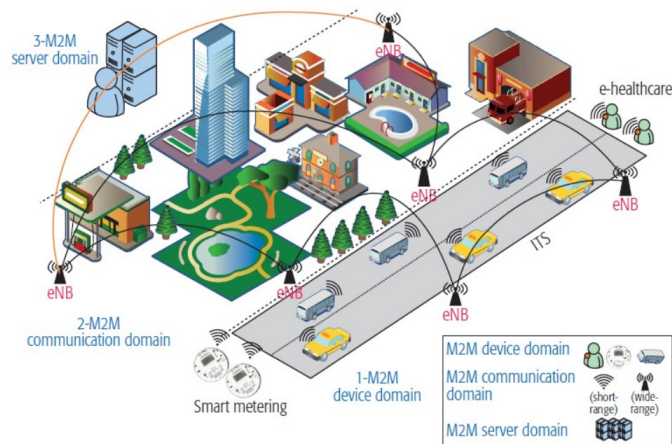 3-M2M
server domain
eNB
e-healthcare
eNB
eNB
ITS
eNB
eNB
eNB
2-M2M
communication domain
1-M2M
device domain
Smart metering
M2M device domain
M2M communication
domain
(short-
range)
(wide-
range)
M2M server domain